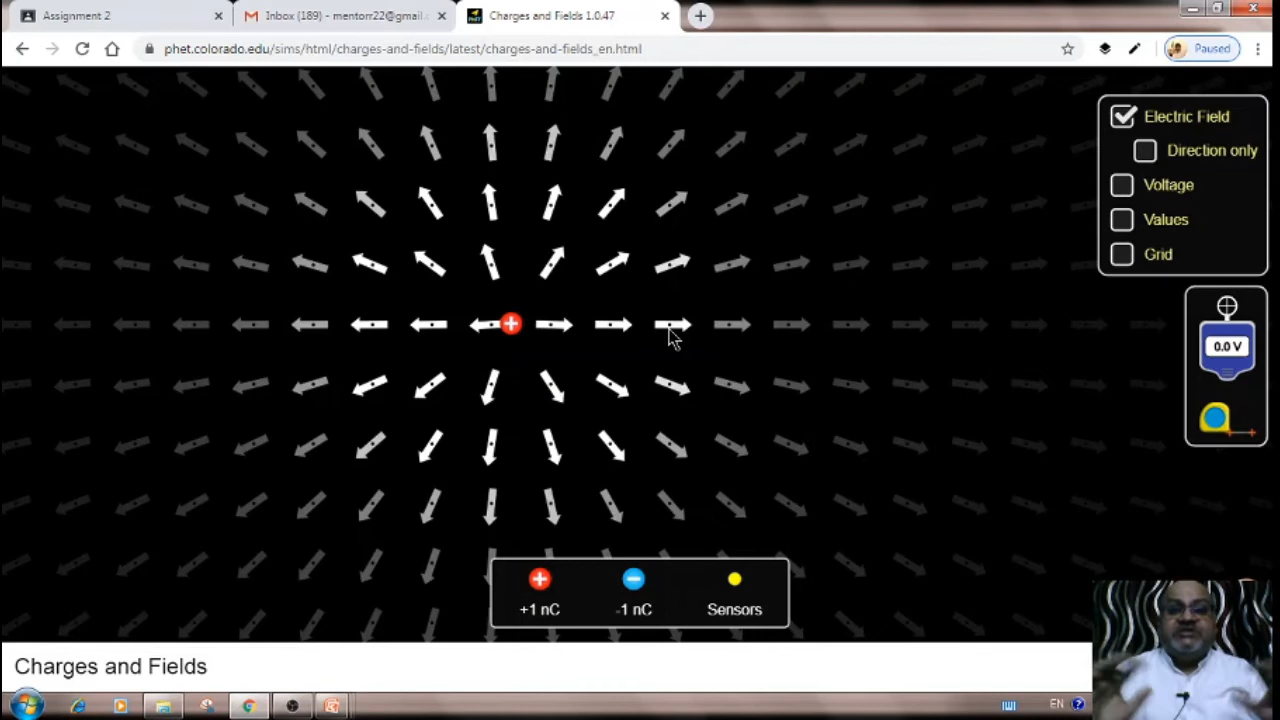 Assignment 2
Inbox (189) - mentorr22@gmail.c
Charges and Fields 1.0.47
phet.colorado.edu/sims/html/charges-and-fields/latest/charges-and-fields_en.html
Paused
Electric Field
Direction only
Voltage
Values
Grid
0.0 V
+1 nC
-1 nC
Sensors
Charges and Fields
EN